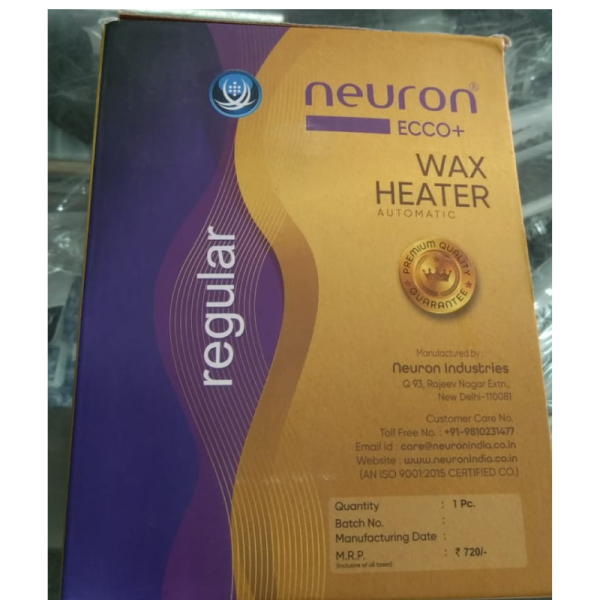 neuron®
ECCO+
WAX
HEATER
AUTOMATIC
regular
PREMIUM QUALITY
GUARANTEE
Manufactured by :
Neuron Industries
Q 93, Rajeev Nagar Extn.,
New Delhi-110081
Customer Care No.
Toll Free No. : +91-9810231477
Email Id : care@neuronindia.co.in
Website : www.neuronindia.co.in
(AN ISO 9001:2015 CERTIFIED CO.)
Quantity : 1 Pc.
Batch No. :
Manufacturing Date :
M.R.P. : ₹ 720/-
(Inclusive of all taxes)